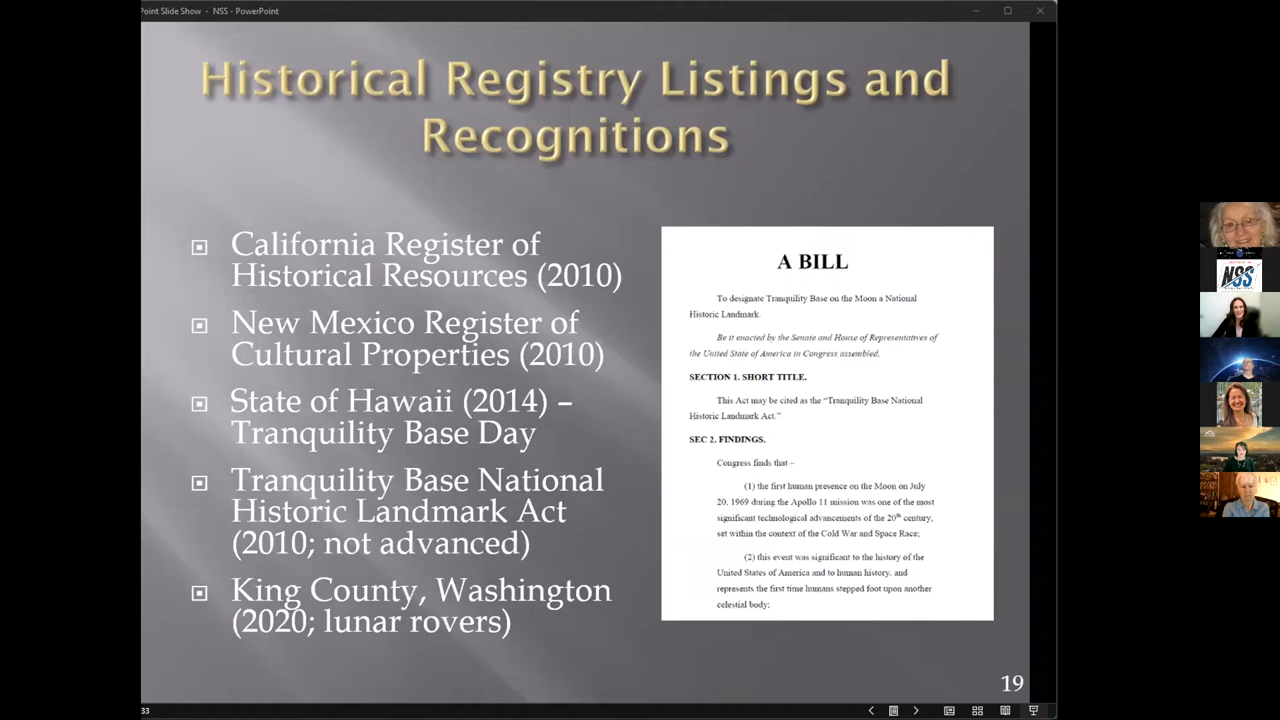 Point Slide Show - NSS - PowerPoint
Historical Registry Listings and
Recognitions
California Register of
Historical Resources (2010)
New Mexico Register of
Cultural Properties (2010)
State of Hawaii (2014) –
Tranquility Base Day
Tranquility Base National
Historic Landmark Act
(2010; not advanced)
King County, Washington
(2020; lunar rovers)
A BILL
To designate Tranquility Base on the Moon a National
Historic Landmark.
Be it enacted by the Senate and House of Representatives of
the United State of America in Congress assembled,
SECTION 1. SHORT TITLE.
This Act may be cited as the “Tranquility Base National
Historic Landmark Act.”
SEC 2. FINDINGS.
Congress finds that –
(1) the first human presence on the Moon on July
20, 1969 during the Apollo 11 mission was one of the most
significant technological advancements of the 20th century,
set within the context of the Cold War and Space Race;
(2) this event was significant to the history of the
United States of America and to human history, and
represents the first time humans stepped foot upon another
celestial body;
19
33
NSS